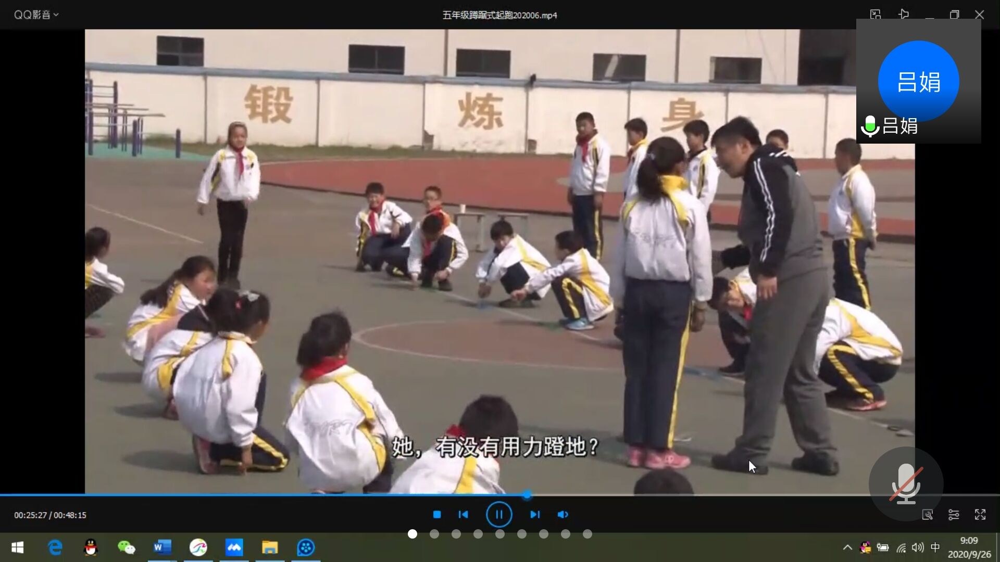 QQ影音
五年级蹲踞式起跑202006.mp4
吕娟
吕娟
锻 炼 身
她，有没有用力蹬地？
00:25:27 / 00:48:15
中
9:09
2020/9/26